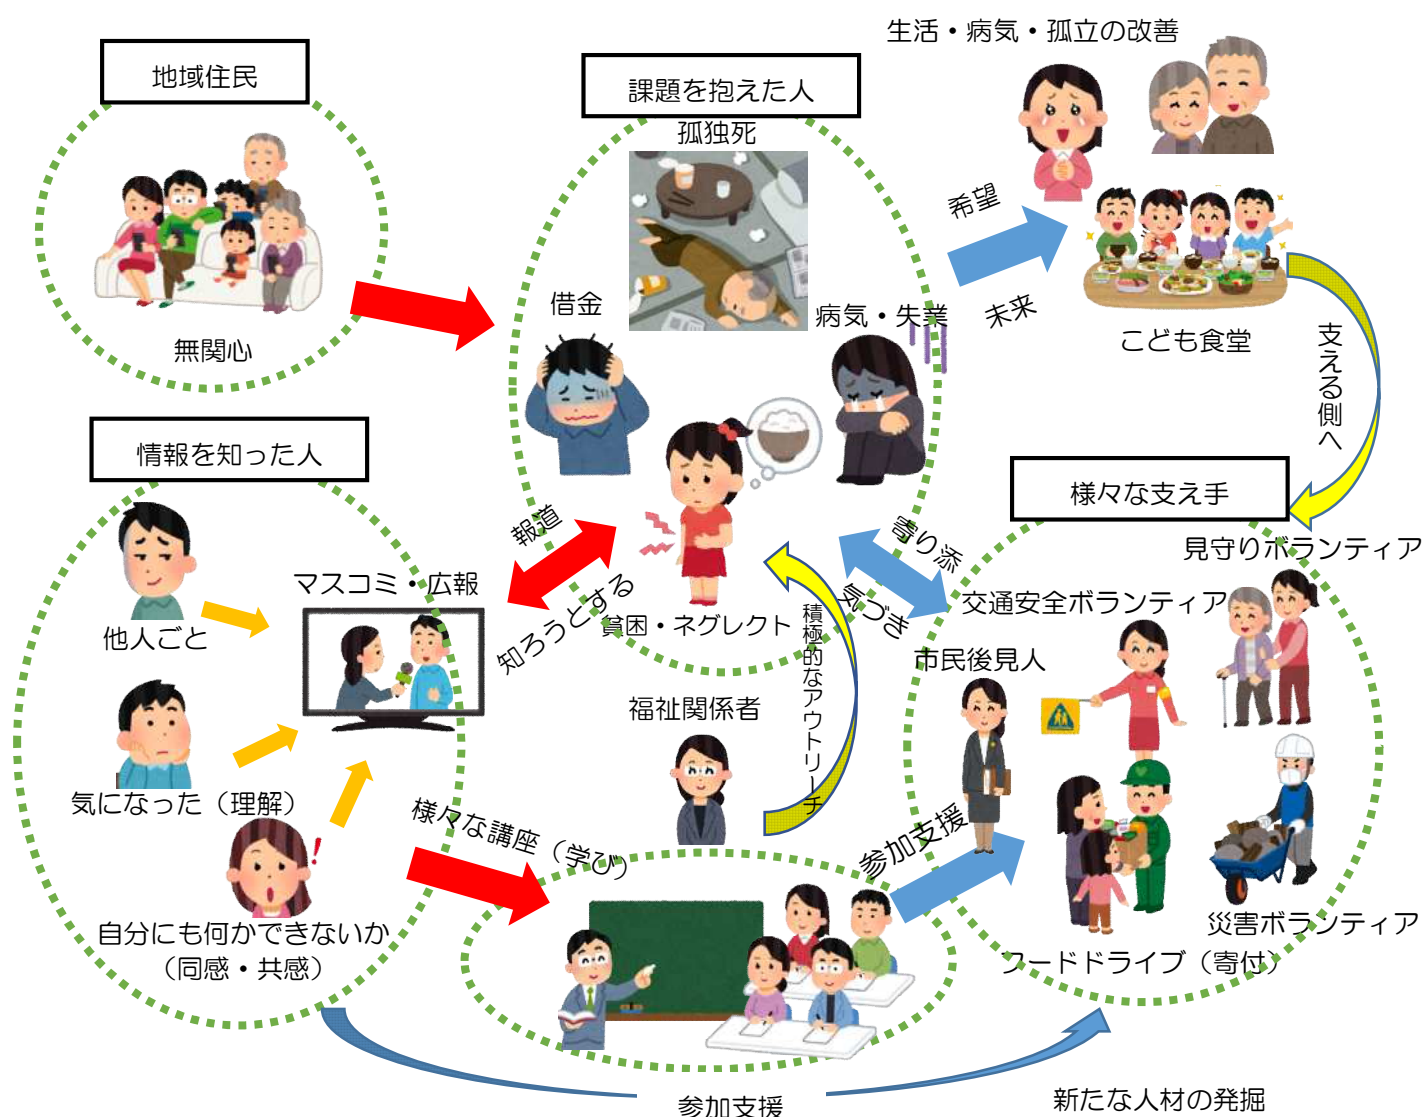 生活・病気・孤立の改善
地域住民
課題を抱えた人
孤独死
希望
未来
借金
病気・失業
無関心
こども食堂
支える側へ
情報を知った人
様々な支え手
報道
知ろうとする
寄り添
気づき
見守りボランティア
マスコミ・広報
交通安全ボランティア
他人ごと
貧困・ネグレクト
積極的なアウトリーチ
市民後見人
福祉関係者
気になった（理解）
様々な講座（学び）
参加支援
自分にも何かできないか
（同感・共感）
災害ボランティア
フードドライブ（寄付）
参加支援
新たな人材の発掘